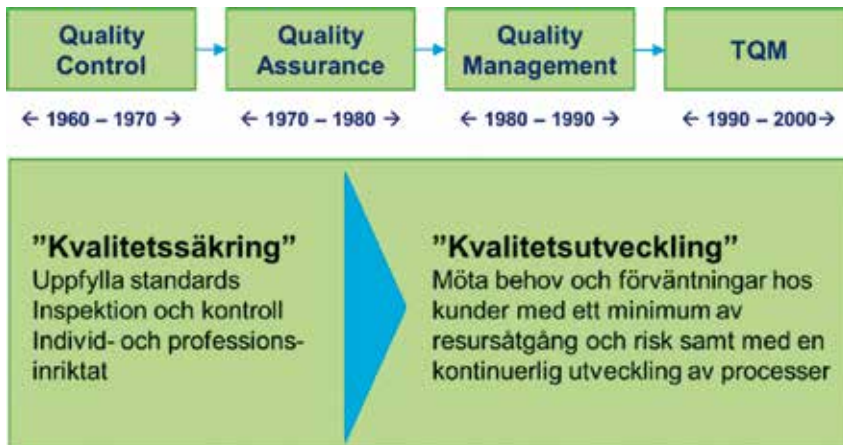 Quality
Control
Quality
Assurance
Quality
Management
TQM
← 1960 – 1970 →
← 1970 – 1980 →
← 1980 – 1990 →
← 1990 – 2000→
”Kvalitetssäkring”
Uppfylla standards
Inspektion och kontroll
Individ- och professions-
inriktat
”Kvalitetsutveckling”
Möta behov och förväntningar hos
kunder med ett minimum av
resursåtgång och risk samt med en
kontinuerlig utveckling av processer